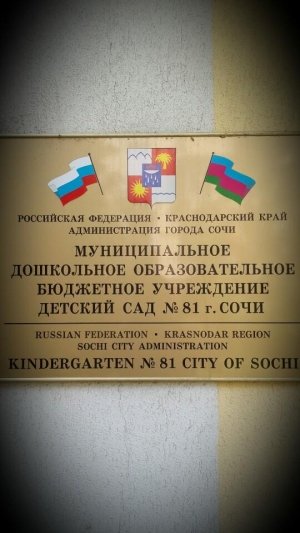 РОССИЙСКАЯ ФЕДЕРАЦИЯ • КРАСНОДАРСКИЙ КРАЙ
АДМИНИСТРАЦИЯ ГОРОДА СОЧИ
МУНИЦИПАЛЬНОЕ
ДОШКОЛЬНОЕ ОБРАЗОВАТЕЛЬНОЕ
БЮДЖЕТНОЕ УЧРЕЖДЕНИЕ
ДЕТСКИЙ САД № 81 г. СОЧИ
RUSSIAN FEDERATION • KRASNODAR REGION
SOCHI CITY ADMINISTRATION
KINDERGARTEN № 81 CITY OF SOCHI